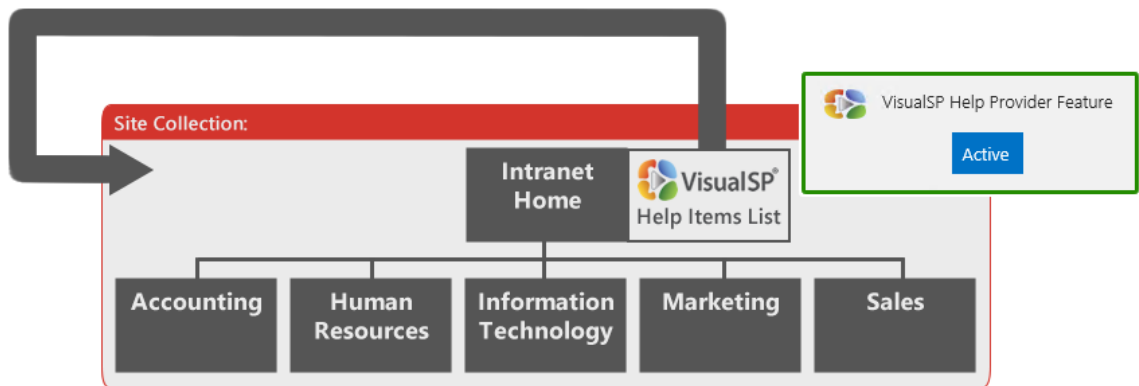 VisualSP Help Provider Feature
Active
Site Collection:
Intranet
Home
VisualSP®
Help Items List
Accounting
Human
Resources
Information
Technology
Marketing
Sales